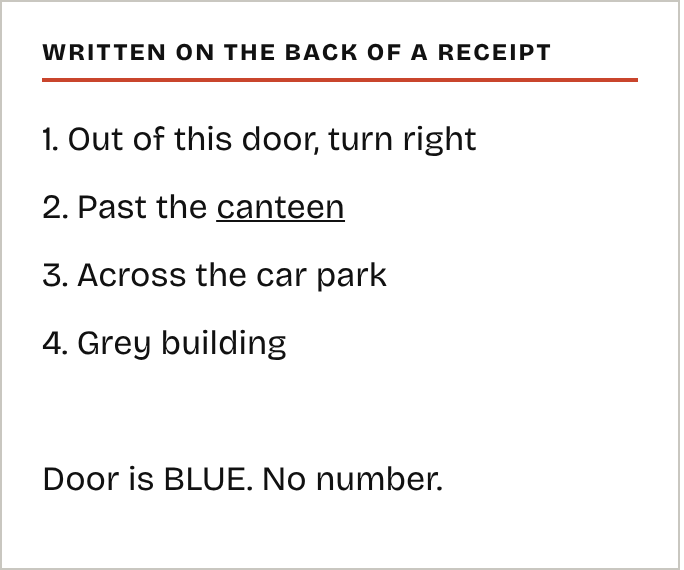 WRITTEN ON THE BACK OF A RECEIPT
1. Out of this door, turn right
2. Past the canteen
3. Across the car park
4. Grey building
Door is BLUE. No number.